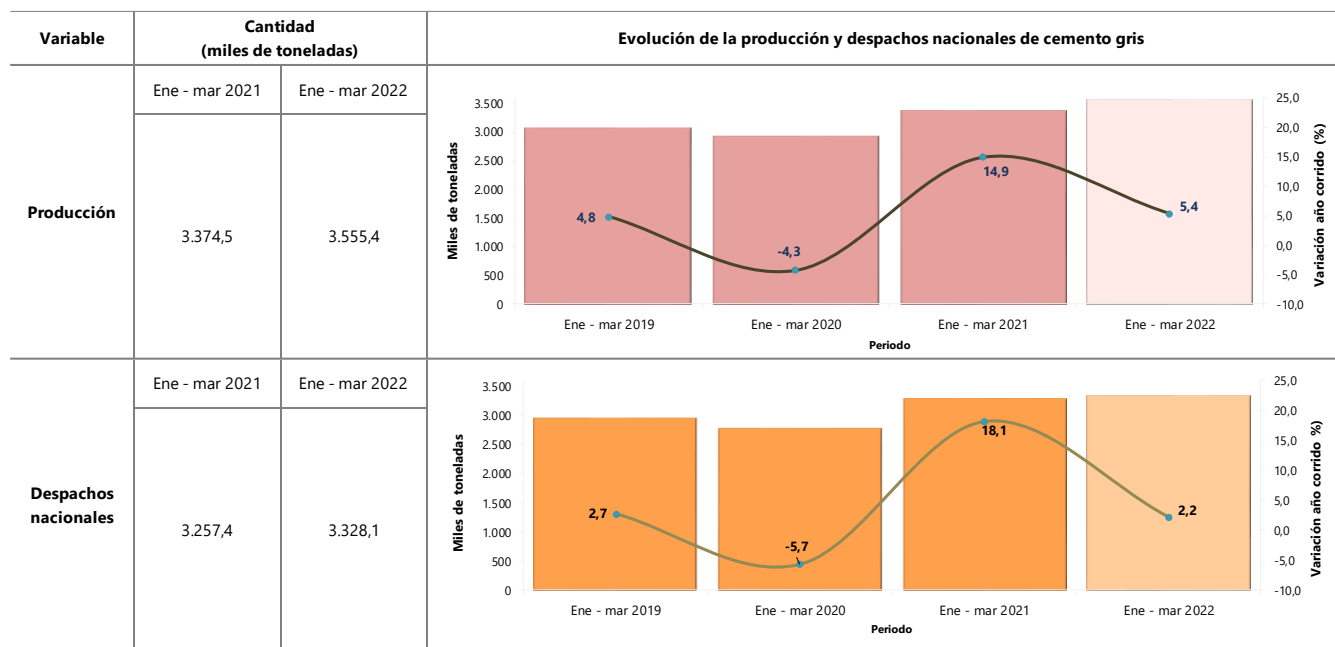 Variable
Cantidad
(miles de toneladas)
Evolución de la producción y despachos nacionales de cemento gris
Producción
Ene - mar 2021
Ene - mar 2022
3.374,5
3.555,4
Miles de toneladas
3.500
3.000
2.500
2.000
1.500
1.000
500
0
4,8
-4,3
14,9
5,4
25,0
20,0
15,0
10,0
5,0
0,0
-5,0
-10,0
Variación año corrido (%)
Ene - mar 2019
Ene - mar 2020
Ene - mar 2021
Ene - mar 2022
Periodo
Despachos
nacionales
Ene - mar 2021
Ene - mar 2022
3.257,4
3.328,1
Miles de toneladas
3.500
3.000
2.500
2.000
1.500
1.000
500
0
2,7
-5,7
18,1
2,2
25,0
20,0
15,0
10,0
5,0
0,0
-5,0
-10,0
Variación año corrido %)
Ene - mar 2019
Ene - mar 2020
Ene - mar 2021
Ene - mar 2022
Periodo